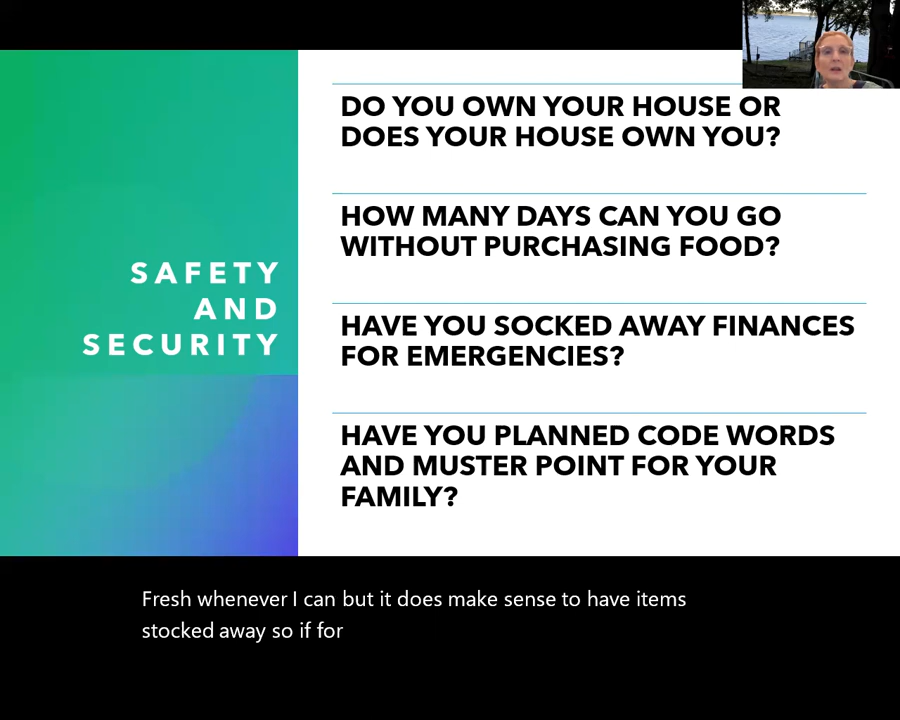 SAFETY
AND
SECURITY
DO YOU OWN YOUR HOUSE OR
DOES YOUR HOUSE OWN YOU?
HOW MANY DAYS CAN YOU GO
WITHOUT PURCHASING FOOD?
HAVE YOU SOCKED AWAY FINANCES
FOR EMERGENCIES?
HAVE YOU PLANNED CODE WORDS
AND MUSTER POINT FOR YOUR
FAMILY?
Fresh whenever I can but it does make sense to have items
stocked away so if for